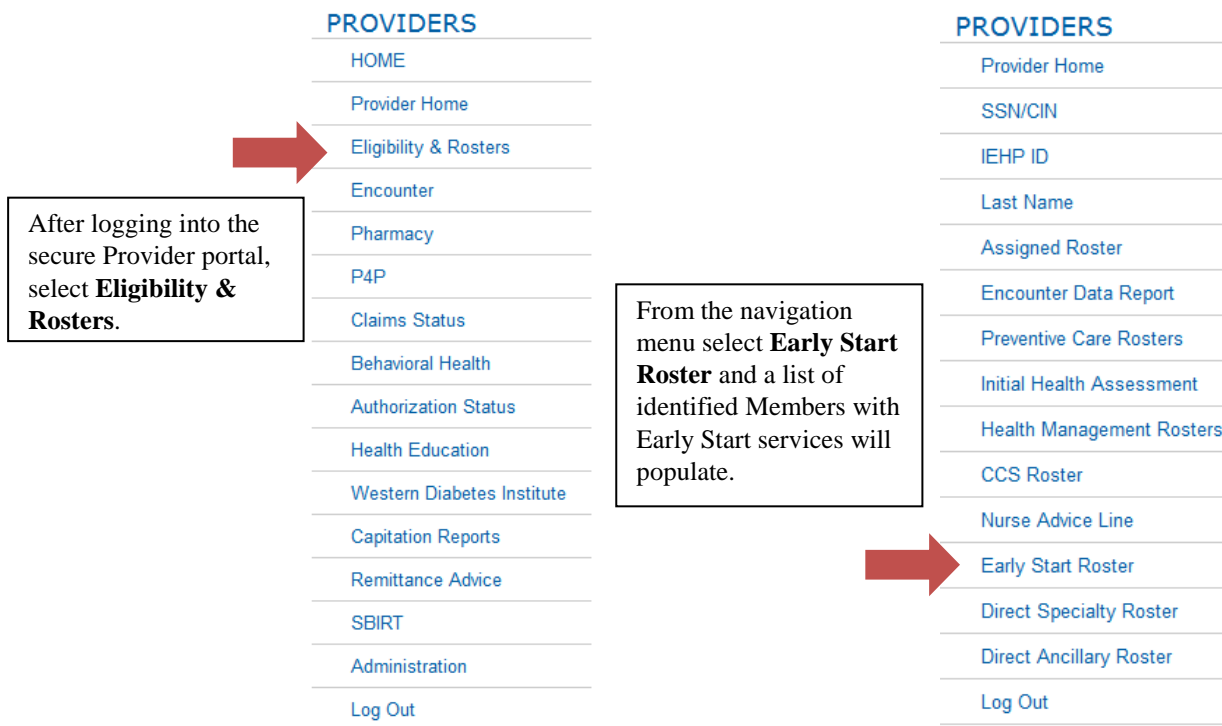 PROVIDERS
HOME
Provider Home
Eligibility & Rosters
Encounter
Pharmacy
P4P
Claims Status
Behavioral Health
Authorization Status
Health Education
Western Diabetes Institute
Capitation Reports
Remittance Advice
SBIRT
Administration
Log Out
After logging into the
secure Provider portal,
select Eligibility &
Rosters.
From the navigation
menu select Early Start
Roster and a list of
identified Members with
Early Start services will
populate.
PROVIDERS
Provider Home
SSN/CIN
IEHP ID
Last Name
Assigned Roster
Encounter Data Report
Preventive Care Rosters
Initial Health Assessment
Health Management Rosters
CCS Roster
Nurse Advice Line
Early Start Roster
Direct Specialty Roster
Direct Ancillary Roster
Log Out